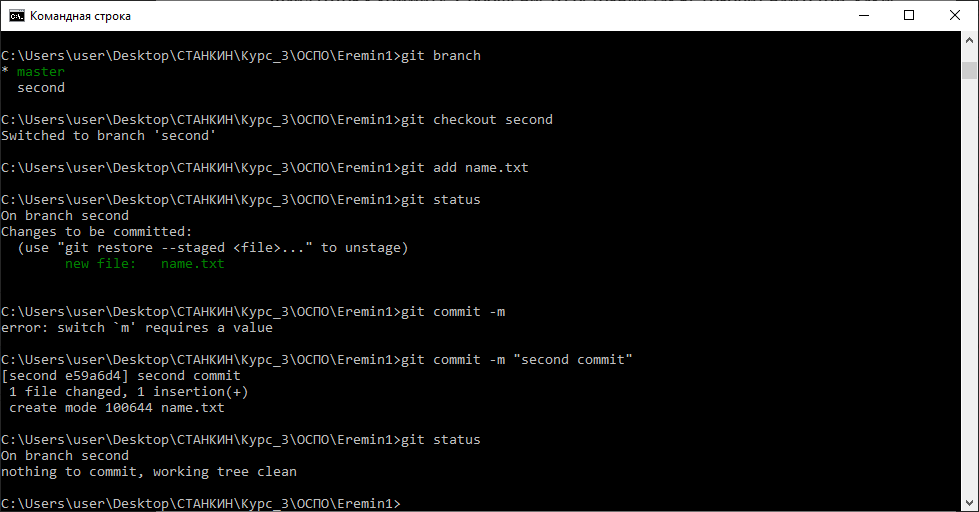 Командная строка
C:\Users\user\Desktop\СТАНКИН\Курс_3\ОСПО\Eremin1>git branch
* master
  second
C:\Users\user\Desktop\СТАНКИН\Курс_3\ОСПО\Eremin1>git checkout second
Switched to branch 'second'
C:\Users\user\Desktop\СТАНКИН\Курс_3\ОСПО\Eremin1>git add name.txt
C:\Users\user\Desktop\СТАНКИН\Курс_3\ОСПО\Eremin1>git status
On branch second
Changes to be committed:
  (use "git restore --staged <file>..." to unstage)
        new file:   name.txt
C:\Users\user\Desktop\СТАНКИН\Курс_3\ОСПО\Eremin1>git commit -m
error: switch `m' requires a value
C:\Users\user\Desktop\СТАНКИН\Курс_3\ОСПО\Eremin1>git commit -m "second commit"
[second e59a6d4] second commit
 1 file changed, 1 insertion(+)
 create mode 100644 name.txt
C:\Users\user\Desktop\СТАНКИН\Курс_3\ОСПО\Eremin1>git status
On branch second
nothing to commit, working tree clean
C:\Users\user\Desktop\СТАНКИН\Курс_3\ОСПО\Eremin1>